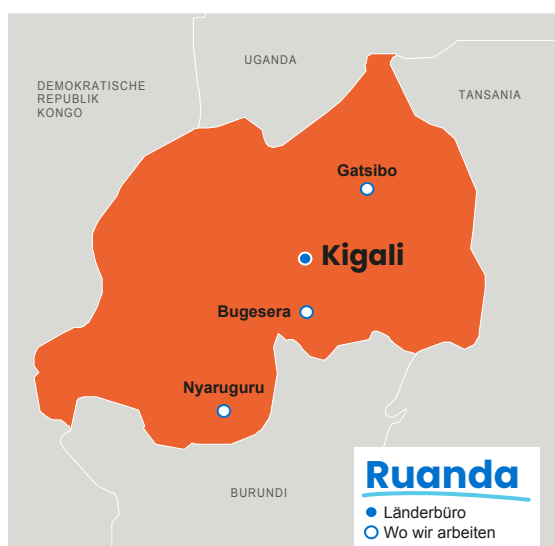 UGANDA
DEMOKRATISCHE
REPUBLIK
KONGO
TANSANIA
Gatsibo
Kigali
Bugesera
Nyaruguru
BURUNDI
Ruanda
Länderbüro
Wo wir arbeiten